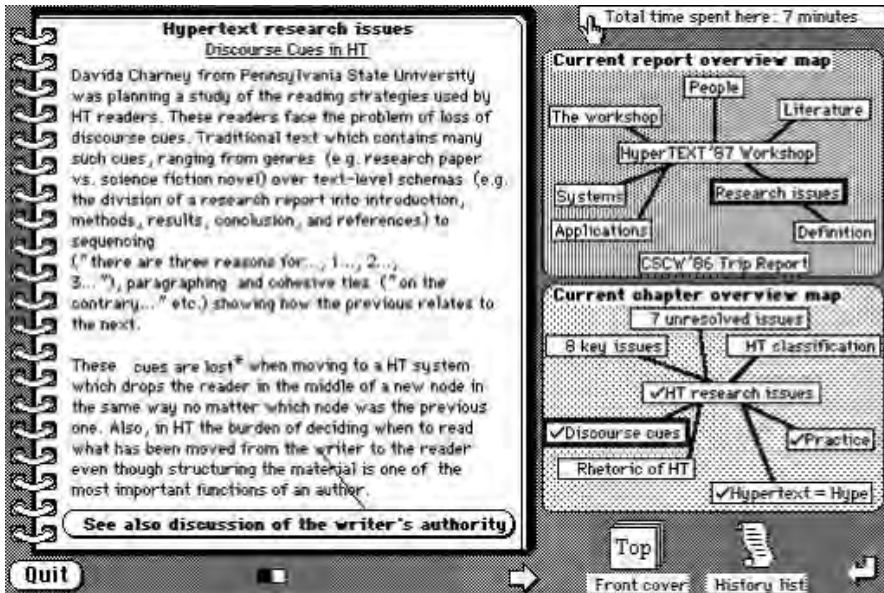 Hypertext research issues
Discourse Cues in HT
Davida Charney from Pennsylvania State University
was planning a study of the reading strategies used by
HT readers. These readers face the problem of loss of
discourse cues. Traditional text which contains many
such cues, ranging from genres (e.g. research paper
vs. science fiction novel) over text-level schemas (e.g.
the division of a research report into introduction,
methods, results, conclusion, and references) to
sequencing
("there are three reasons for..., 1..., 2...,
3..."), paragraphing and cohesive ties ("on the
contrary..." etc.) showing how the previous relates to
the next.
These cues are lost* when moving to a HT system
which drops the reader in the middle of a new node in
the same way no matter which node was the previous
one. Also, in HT the burden of deciding when to read
what has been moved from the writer to the reader
even though structuring the material is one of the
most important functions of an author.
See also discussion of the writer's authority
Quit
Total time spent here: 7 minutes
Current report overview map
People
The workshop
Literature
HyperTEXT'87 Workshop
Systems
Research issues
Applications
Definition
CSCW'86 Trip Report
Current chapter overview map
7 unresolved issues
8 key issues
HT classification
✓HT research issues
✓Discourse cues
✓Practice
Rhetoric of HT
✓Hypertext = Hype
Top
Front cover
History list